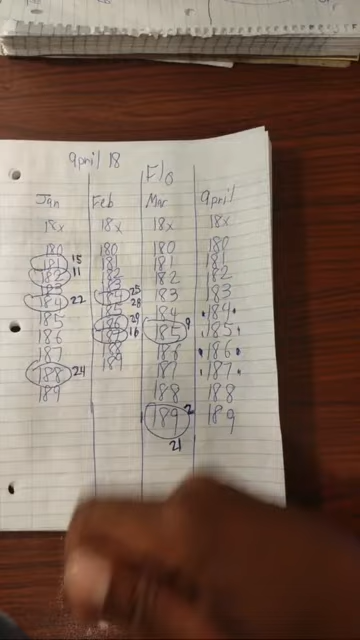 april 18
Flo
Jan Feb Mar april
18x 18x 18x 18x
180 180 180 180
181 15 181 181 181
182 11 182 182 182
183 183 183 183
184 22 184 25 184 .184.
185 185 28 185 9 .185.
186 186 29 186 .186.
187 187 16 187 .187.
188 24 188 188 188
189 189 189 2 189
21